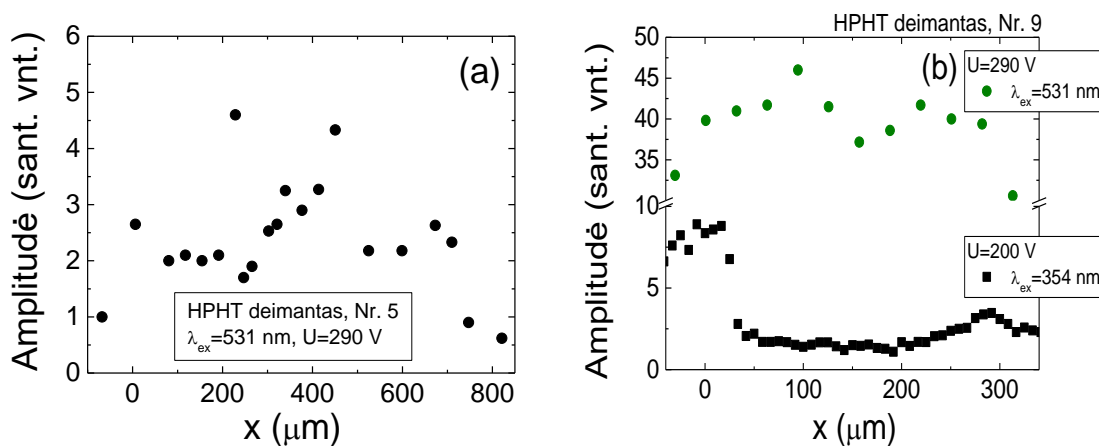 6
5
4
3
2
1
0
Amplitudė (sant. vnt.)
(a)
HPHT deimantas, Nr. 5
λex=531 nm, U=290 V
0 200 400 600 800
x (μm)
HPHT deimantas, Nr. 9
50
45
40
35
10
5
0
Amplitudė (sant. vnt.)
(b)
U=290 V
λex=531 nm
U=200 V
λex=354 nm
0 100 200 300
x (μm)